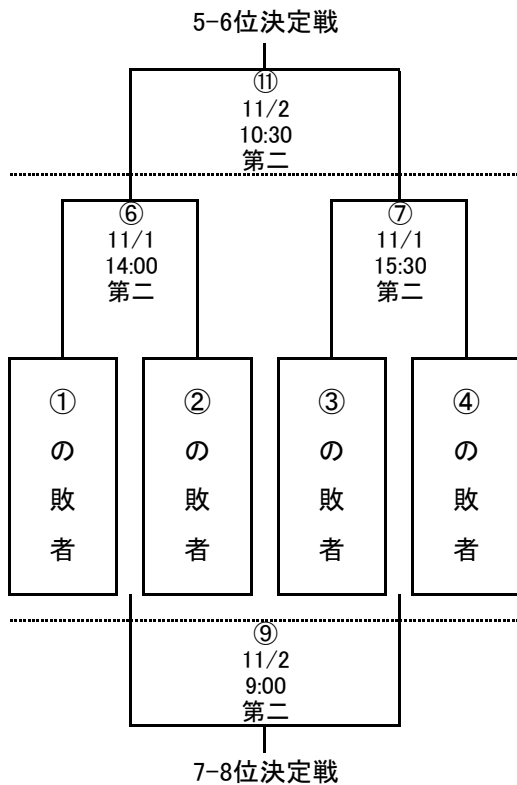 5-6位決定戦
⑪
11/2
10:30
第二
⑥
11/1
14:00
第二
⑦
11/1
15:30
第二
①の敗者
②の敗者
③の敗者
④の敗者
⑨
11/2
9:00
第二
7-8位決定戦